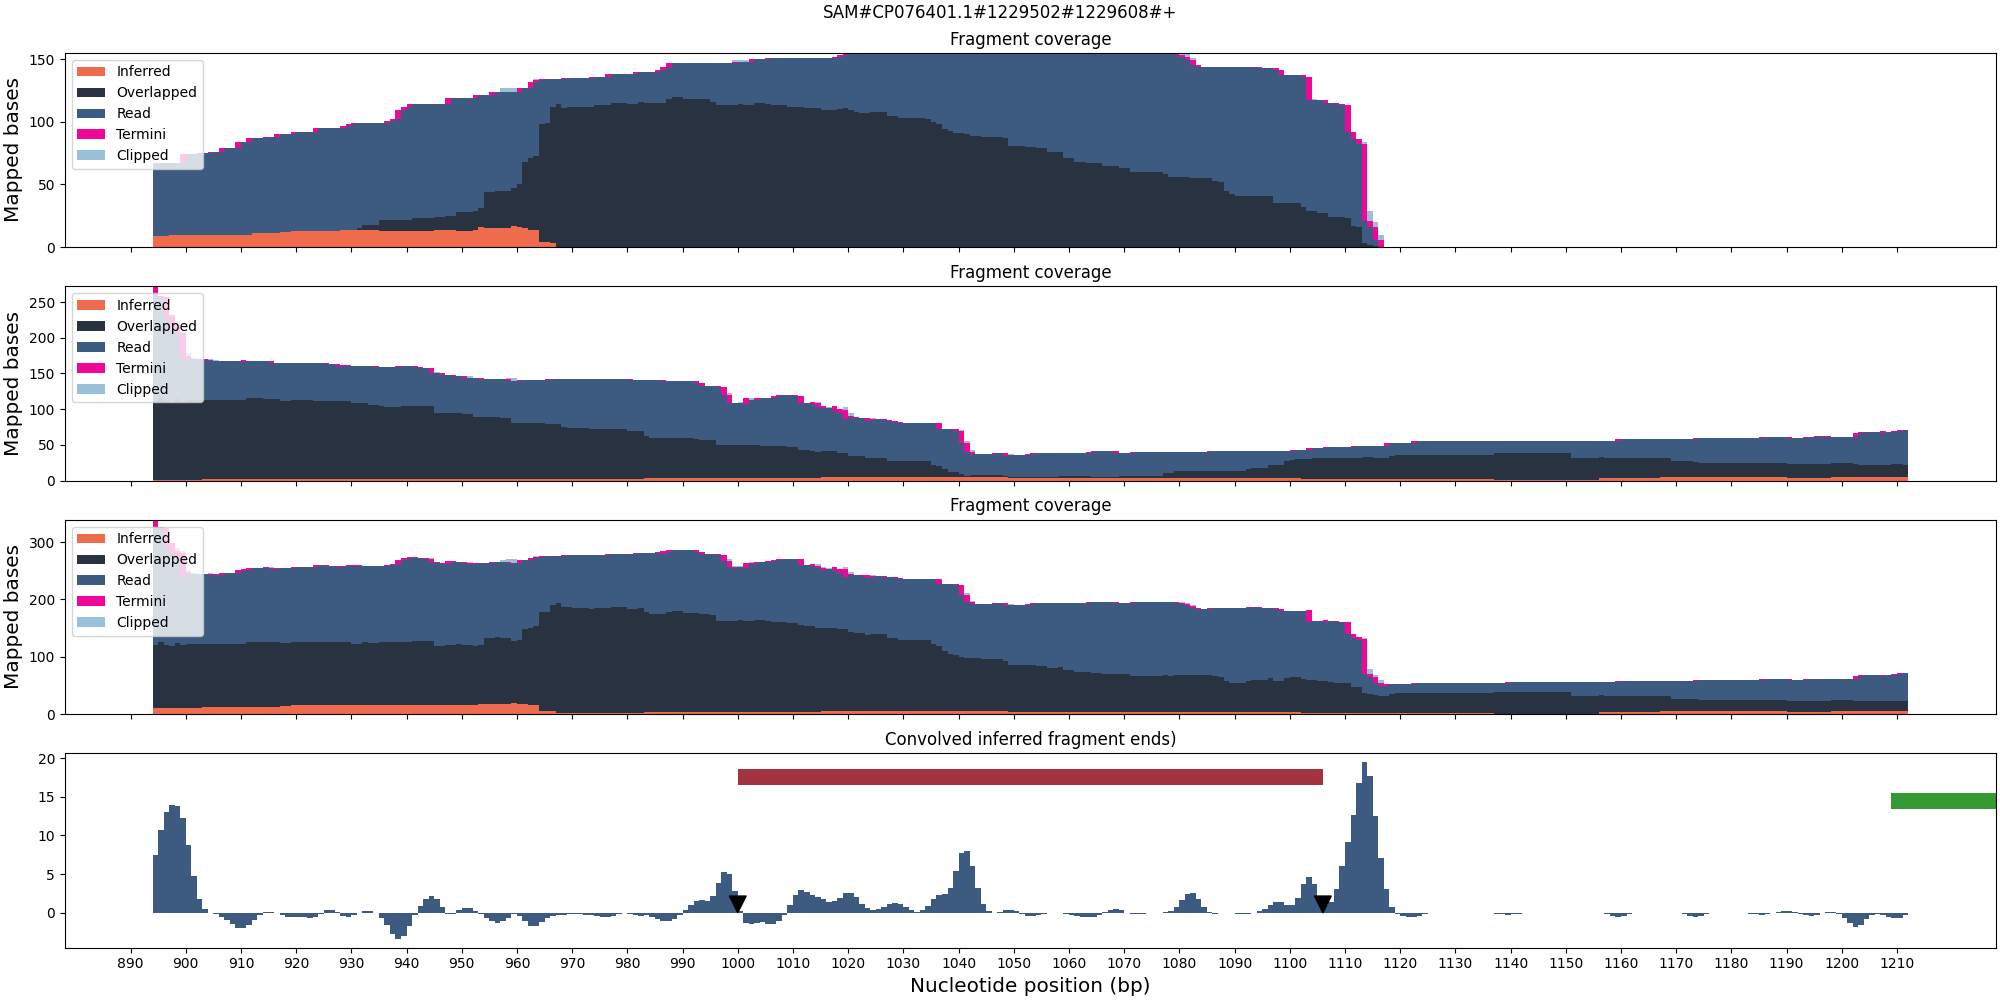 SAM#CP076401.1#1229502#1229608#+
Fragment coverage
150
100
50
0
Mapped bases
Inferred
Overlapped
Read
Termini
Clipped
Fragment coverage
250
200
150
100
50
0
Mapped bases
Inferred
Overlapped
Read
Termini
Clipped
Fragment coverage
300
200
100
0
Mapped bases
Inferred
Overlapped
Read
Termini
Clipped
Convolved inferred fragment ends)
20
15
10
5
0
890 900 910 920 930 940 950 960 970 980 990 1000 1010 1020 1030 1040 1050 1060 1070 1080 1090 1100 1110 1120 1130 1140 1150 1160 1170 1180 1190 1200 1210
Nucleotide position (bp)